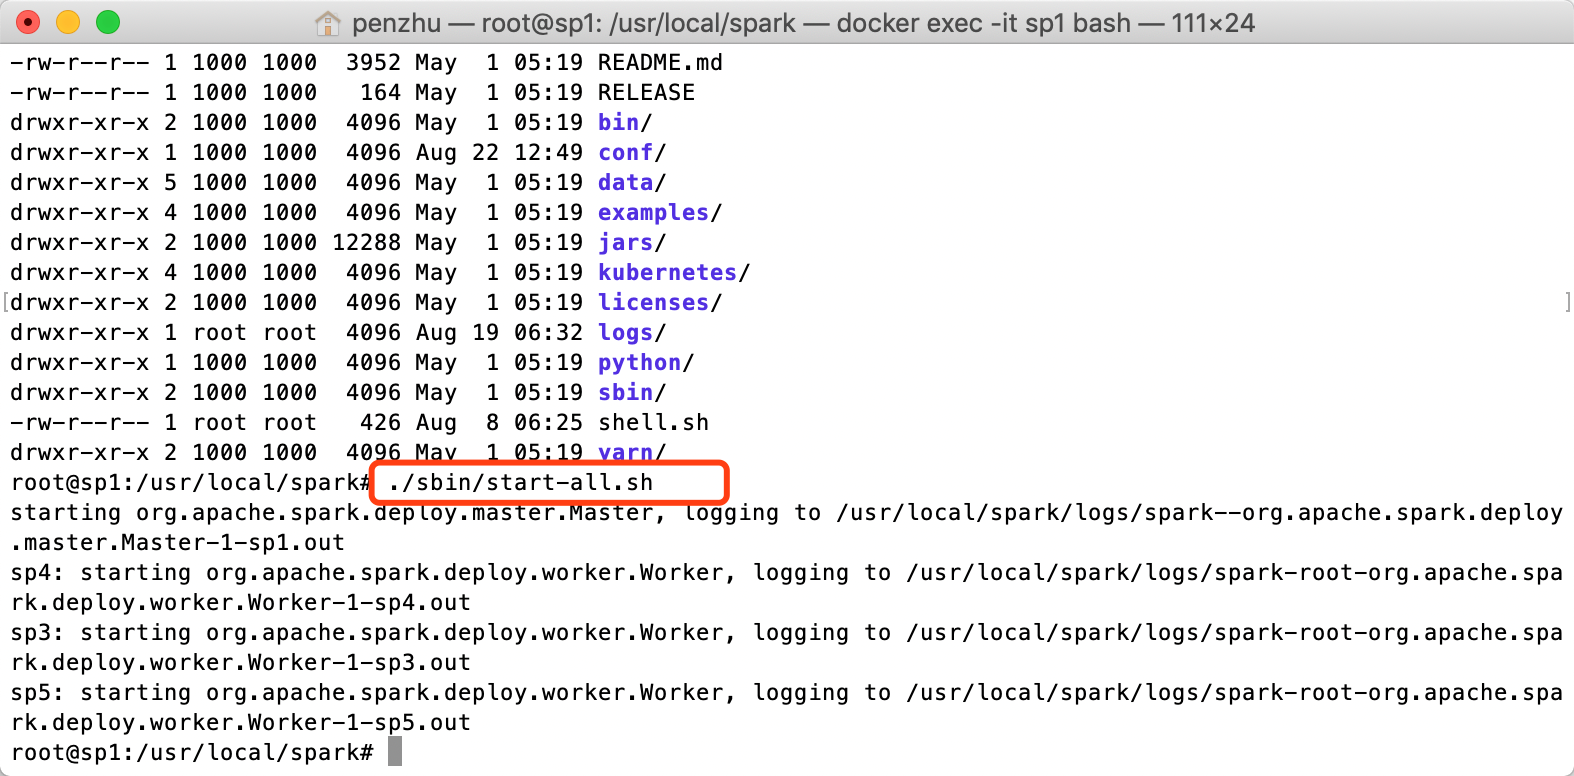 penzhu — root@sp1: /usr/local/spark — docker exec -it sp1 bash — 111×24
-rw-r--r-- 1 1000 1000  3952 May  1 05:19 README.md
-rw-r--r-- 1 1000 1000   164 May  1 05:19 RELEASE
drwxr-xr-x 2 1000 1000  4096 May  1 05:19 bin/
drwxr-xr-x 1 1000 1000  4096 Aug 22 12:49 conf/
drwxr-xr-x 5 1000 1000  4096 May  1 05:19 data/
drwxr-xr-x 4 1000 1000  4096 May  1 05:19 examples/
drwxr-xr-x 2 1000 1000 12288 May  1 05:19 jars/
drwxr-xr-x 4 1000 1000  4096 May  1 05:19 kubernetes/
[drwxr-xr-x 2 1000 1000  4096 May  1 05:19 licenses/ ]
drwxr-xr-x 1 root root  4096 Aug 19 06:32 logs/
drwxr-xr-x 1 1000 1000  4096 May  1 05:19 python/
drwxr-xr-x 2 1000 1000  4096 May  1 05:19 sbin/
-rw-r--r-- 1 root root   426 Aug  8 06:25 shell.sh
drwxr-xr-x 2 1000 1000  4096 May  1 05:19 yarn/
root@sp1:/usr/local/spark# ./sbin/start-all.sh
starting org.apache.spark.deploy.master.Master, logging to /usr/local/spark/logs/spark--org.apache.spark.deploy
.master.Master-1-sp1.out
sp4: starting org.apache.spark.deploy.worker.Worker, logging to /usr/local/spark/logs/spark-root-org.apache.spa
rk.deploy.worker.Worker-1-sp4.out
sp3: starting org.apache.spark.deploy.worker.Worker, logging to /usr/local/spark/logs/spark-root-org.apache.spa
rk.deploy.worker.Worker-1-sp3.out
sp5: starting org.apache.spark.deploy.worker.Worker, logging to /usr/local/spark/logs/spark-root-org.apache.spa
rk.deploy.worker.Worker-1-sp5.out
root@sp1:/usr/local/spark#